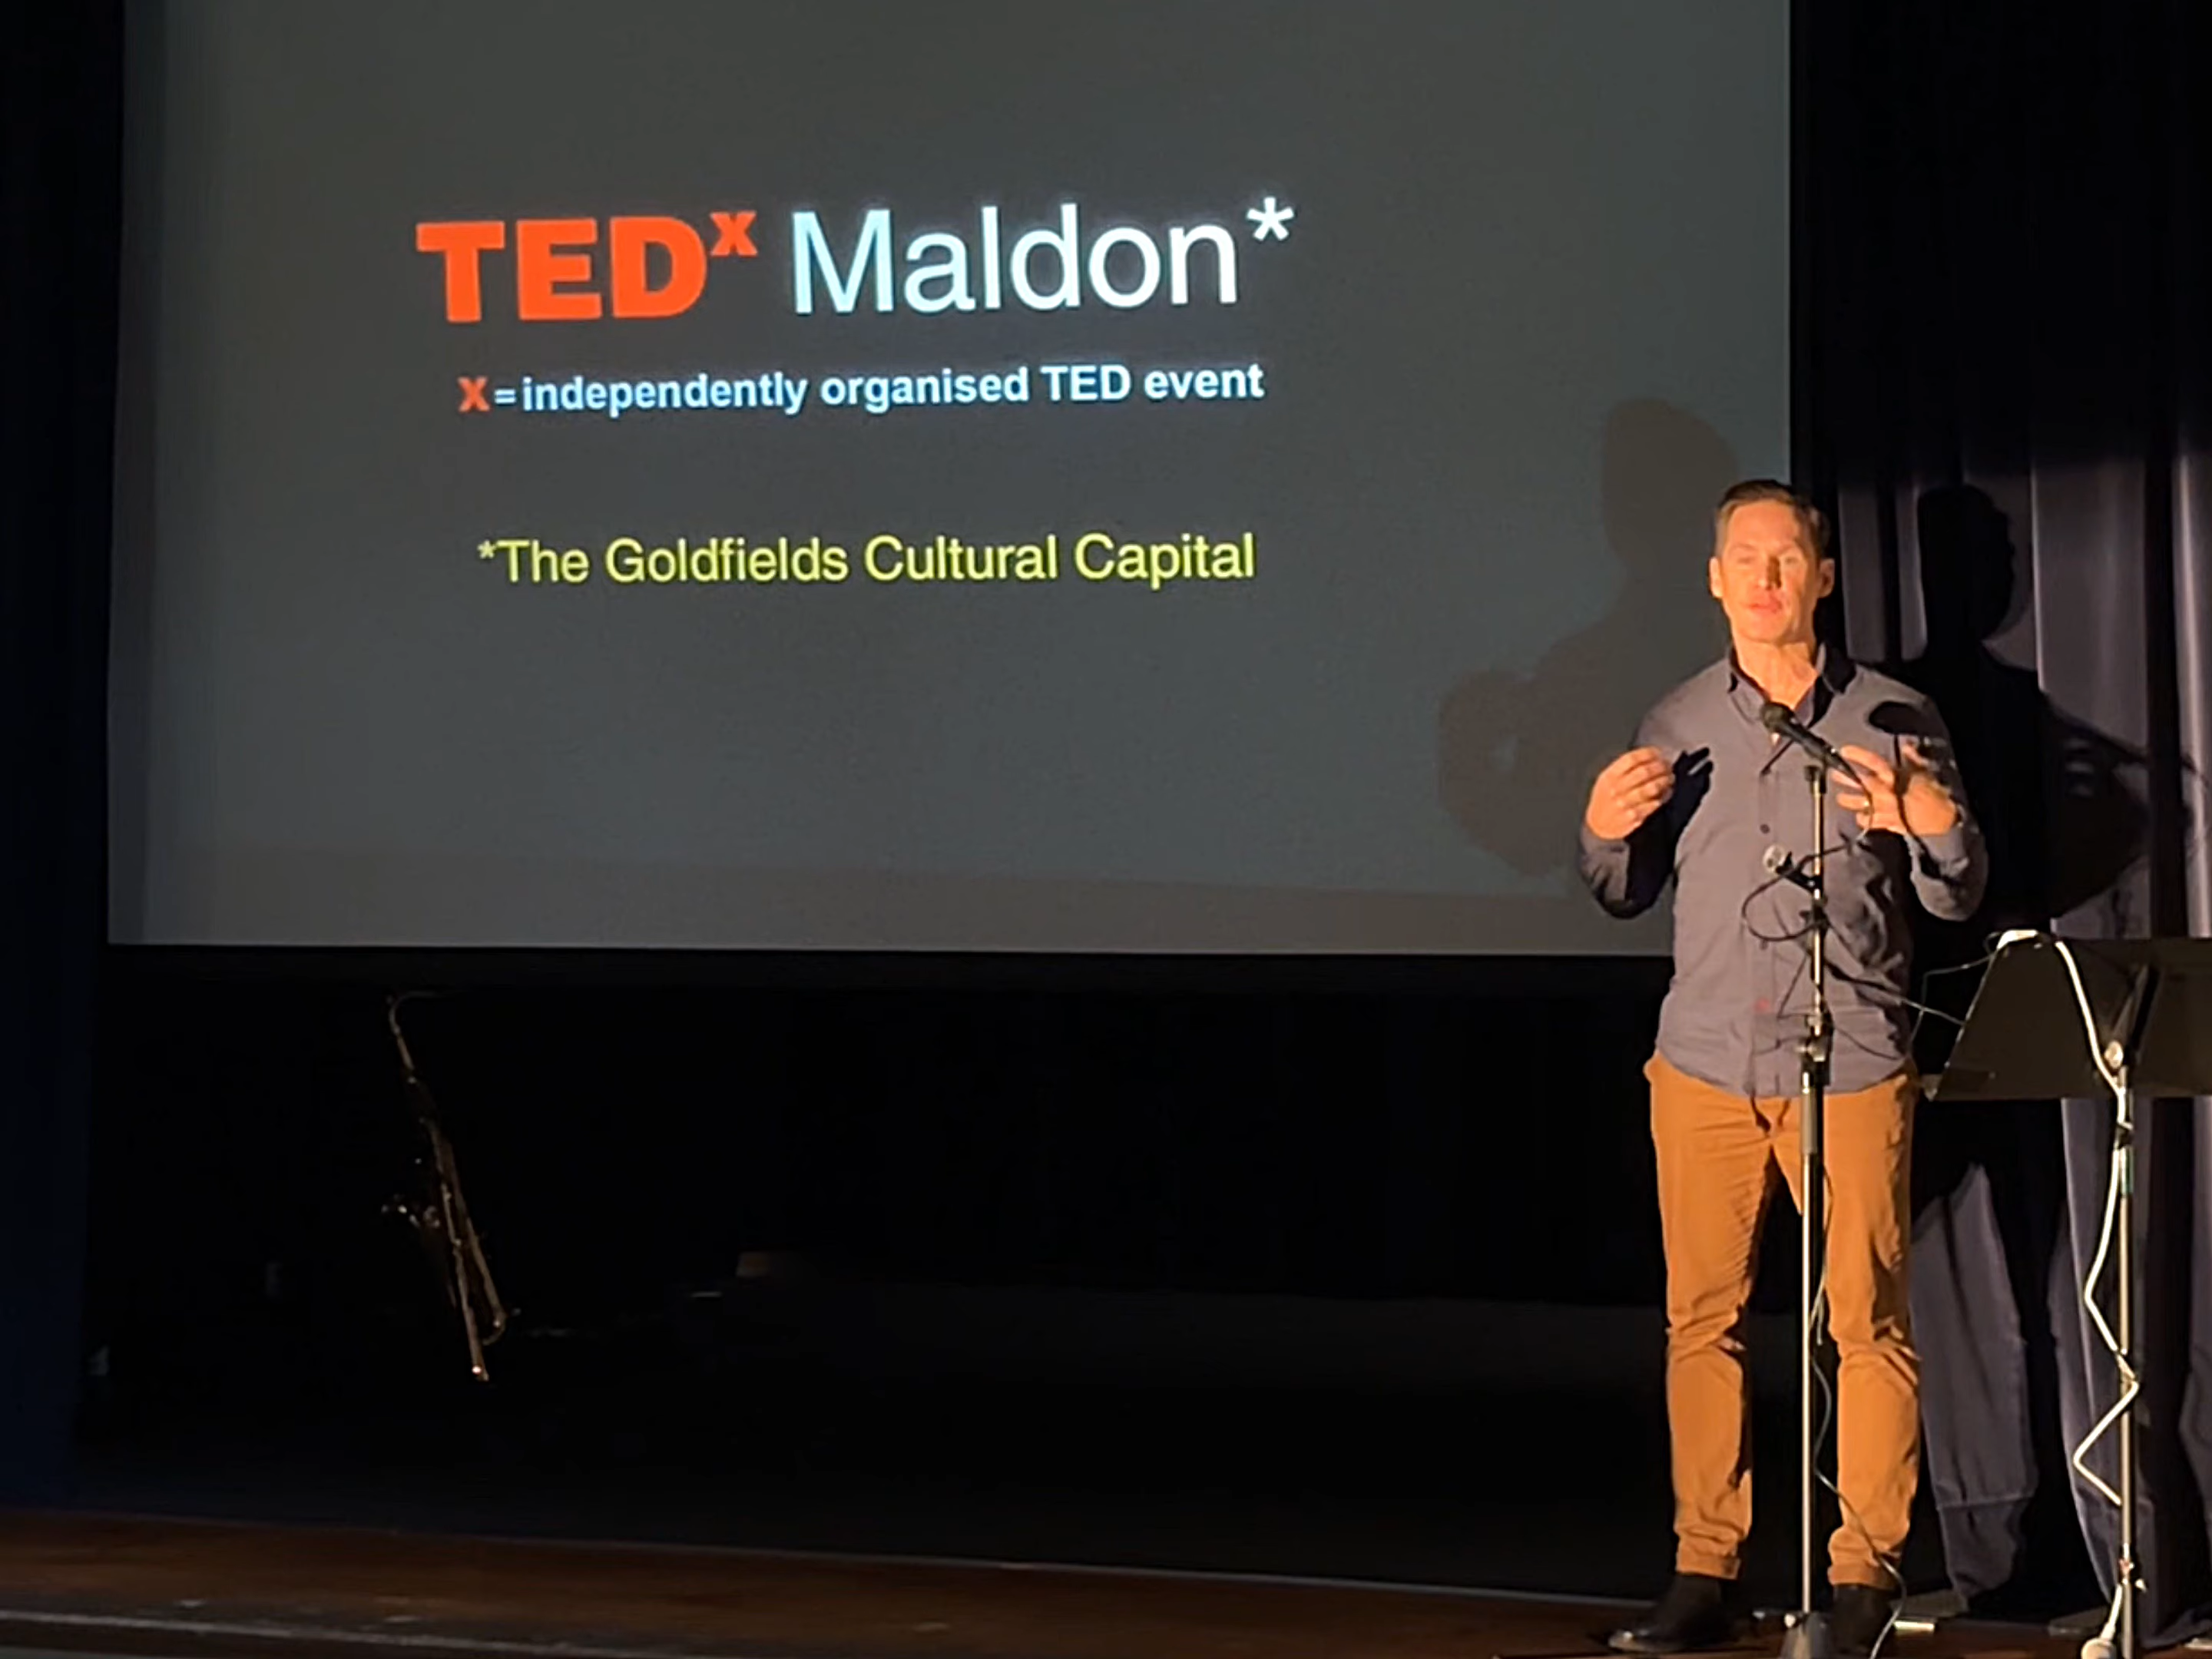 TEDx Maldon*
x = independently organised TED event
*The Goldfields Cultural Capital